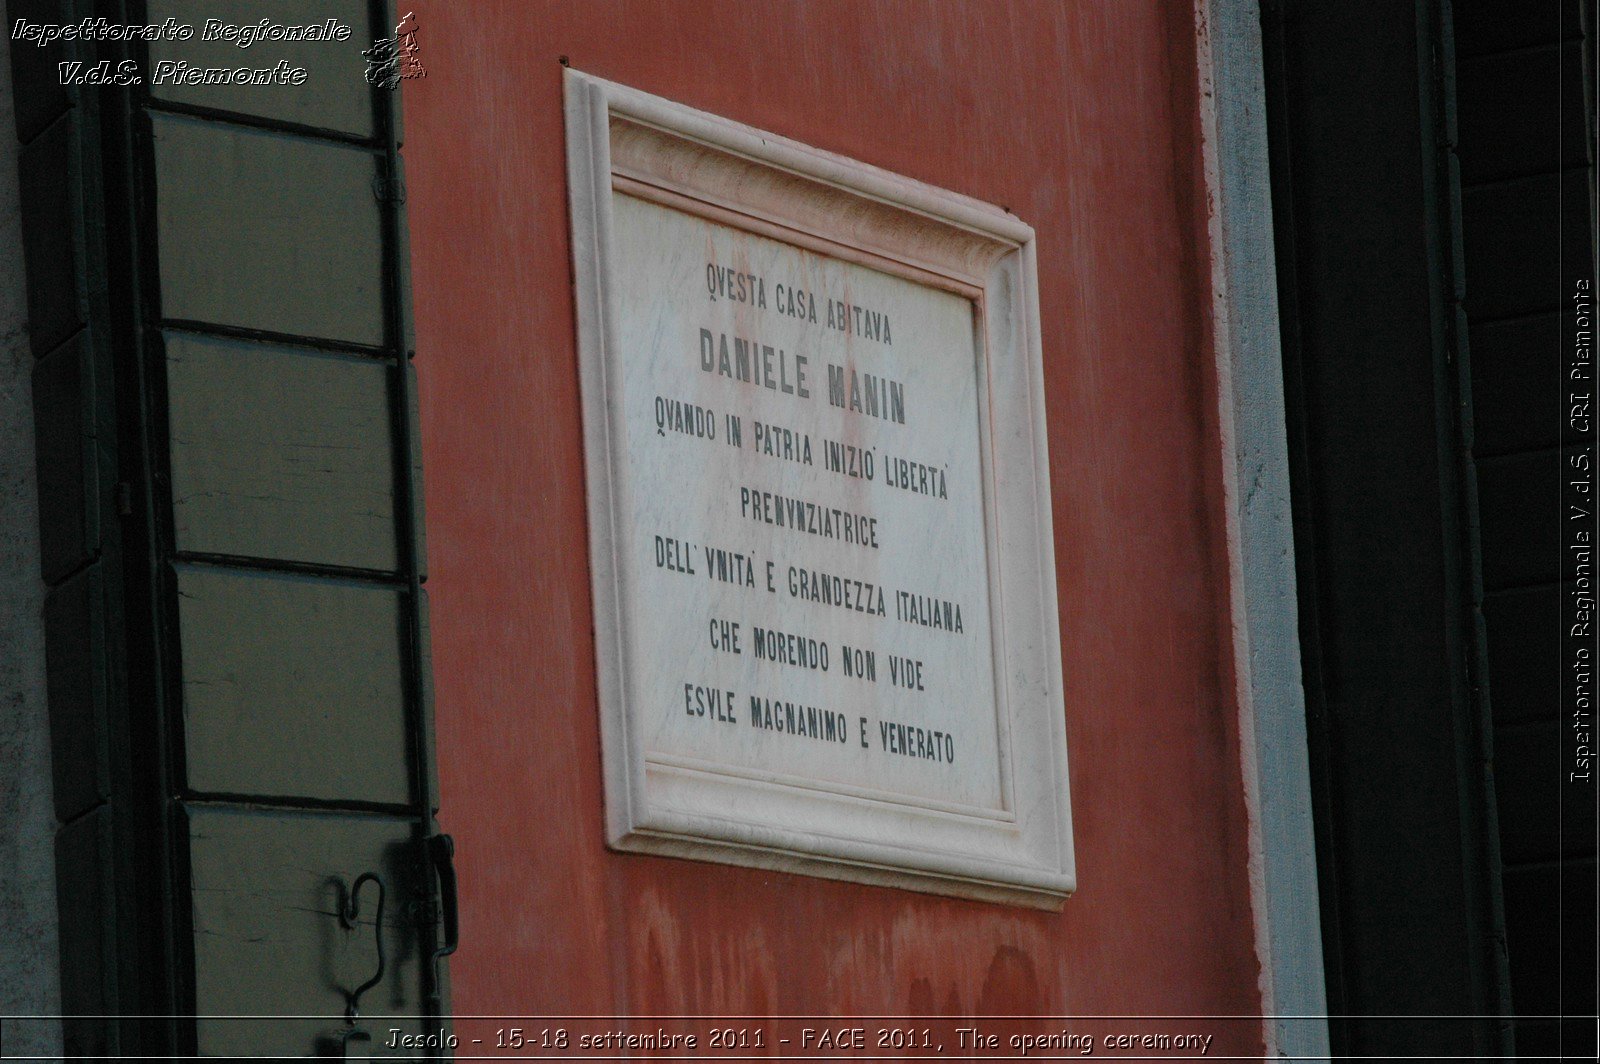 Ispettorato Regionale
V.d.S. Piemonte
QVESTA CASA ABITAVA
DANIELE MANIN
QVANDO IN PATRIA INIZIO' LIBERTA'
PRENVNZIATRICE
DELL' VNITA' E GRANDEZZA ITALIANA
CHE MORENDO NON VIDE
ESVLE MAGNANIMO E VENERATO
Ispettorato Regionale V.d.S. CRI Piemonte
Jesolo - 15-18 settembre 2011 - FACE 2011, The opening ceremony